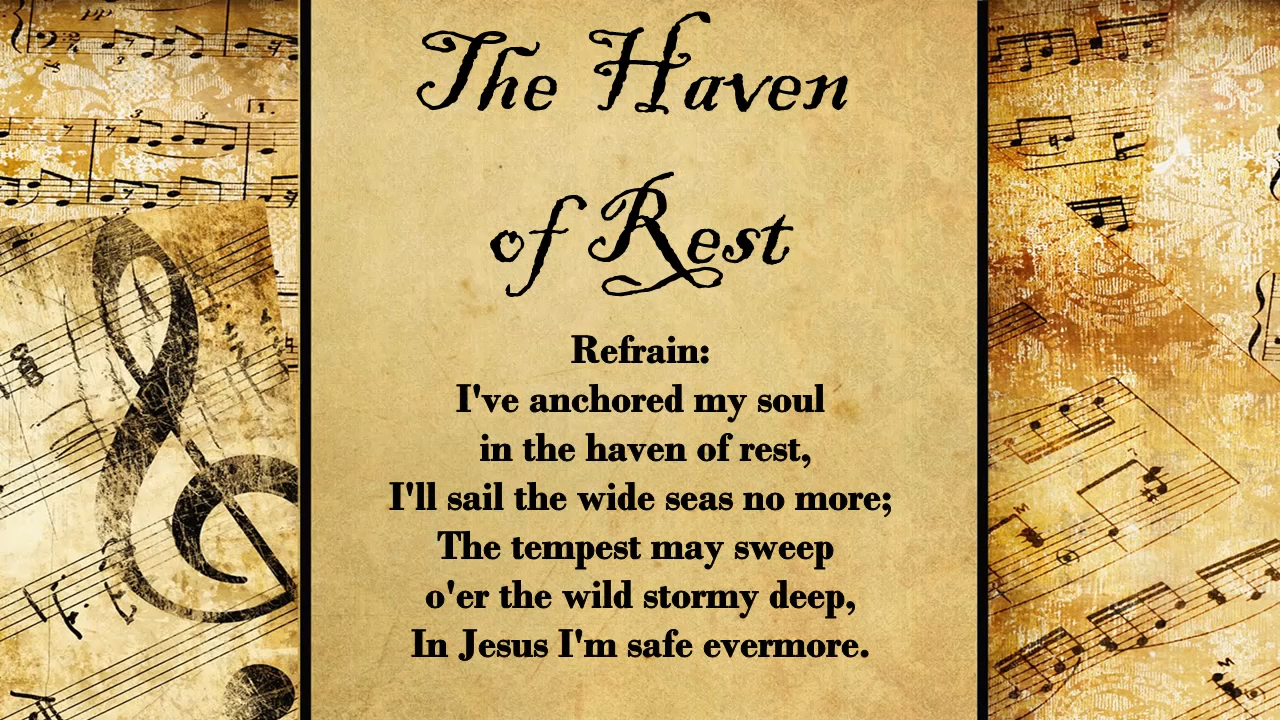 The Haven
of Rest
Refrain:
I've anchored my soul
in the haven of rest,
I'll sail the wide seas no more;
The tempest may sweep
o'er the wild stormy deep,
In Jesus I'm safe evermore.